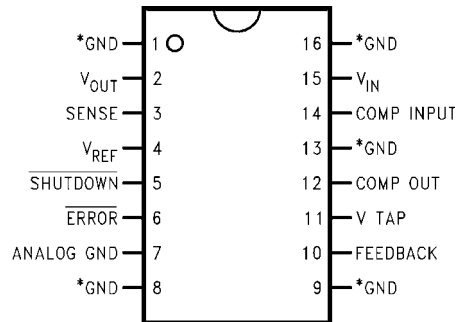 *GND 1 16 *GND
VOUT 2 15 VIN
SENSE 3 14 COMP INPUT
VREF 4 13 *GND
SHUTDOWN 5 12 COMP OUT
ERROR 6 11 V TAP
ANALOG GND 7 10 FEEDBACK
*GND 8 9 *GND